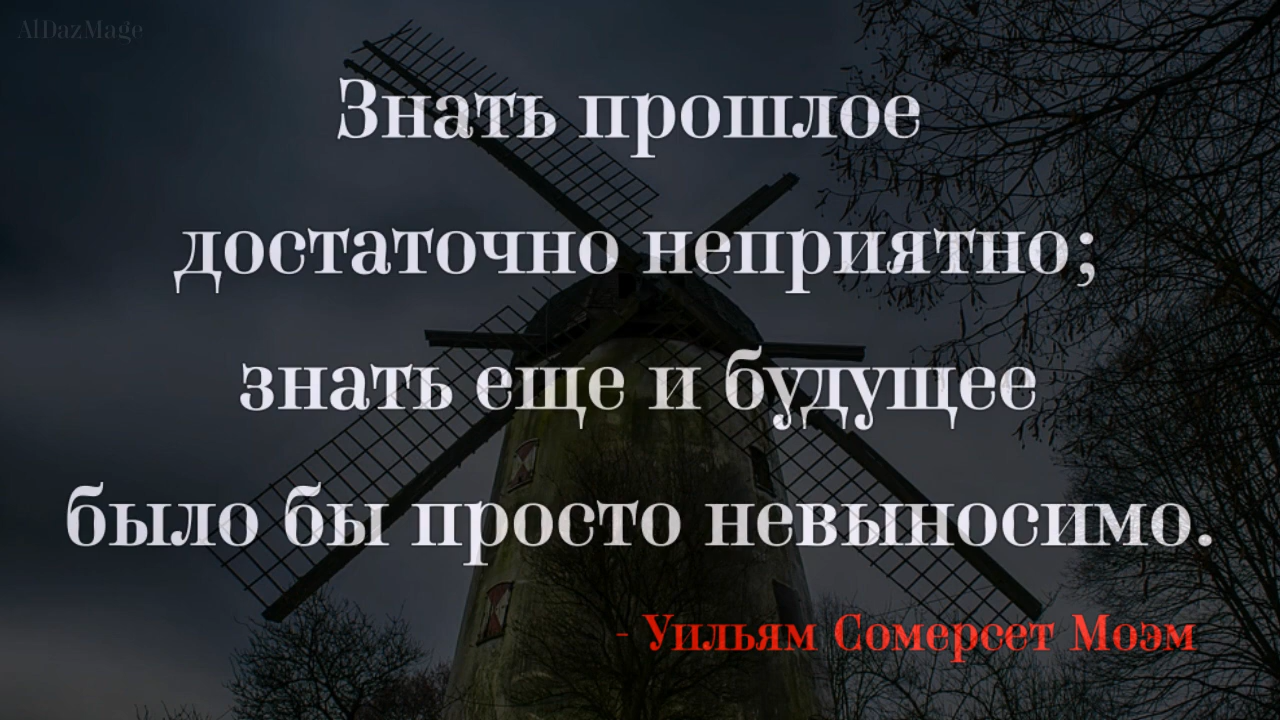 AlDazMage
Знать прошлое
достаточно неприятно;
знать еще и будущее
было бы просто невыносимо.
- Уильям Сомерсет Моэм